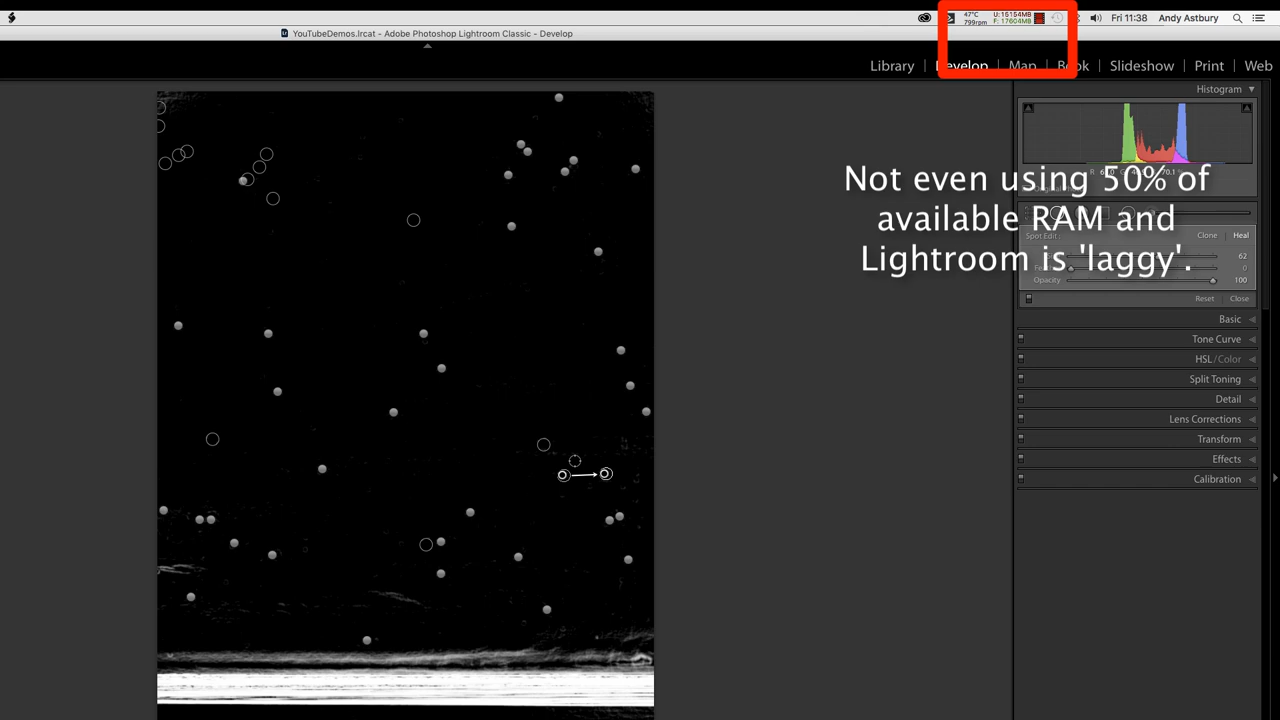 47°C
799rpm
U:15154MB
F:17604MB
Fri 11:38
Andy Astbury
YouTubeDemos.lrcat - Adobe Photoshop Lightroom Classic - Develop
Library
Develop
Map
Book
Slideshow
Print
Web
Histogram
Not even using 50% of
available RAM and
Lightroom is 'laggy'.
Spot Edit:
Clone
Heal
62
0
Opacity
100
Reset
Close
Basic
Tone Curve
HSL / Color
Split Toning
Detail
Lens Corrections
Transform
Effects
Calibration